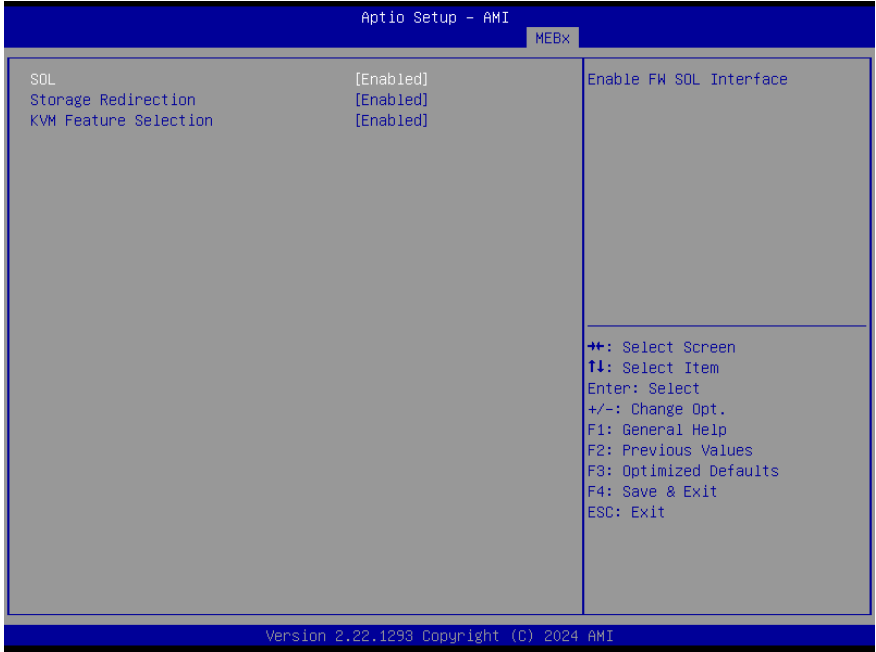 Aptio Setup – AMI
MEBx
SOL [Enabled]
Storage Redirection [Enabled]
KVM Feature Selection [Enabled]
Enable FW SOL Interface
→←: Select Screen
↑↓: Select Item
Enter: Select
+/-: Change Opt.
F1: General Help
F2: Previous Values
F3: Optimized Defaults
F4: Save & Exit
ESC: Exit
Version 2.22.1293 Copyright (C) 2024 AMI